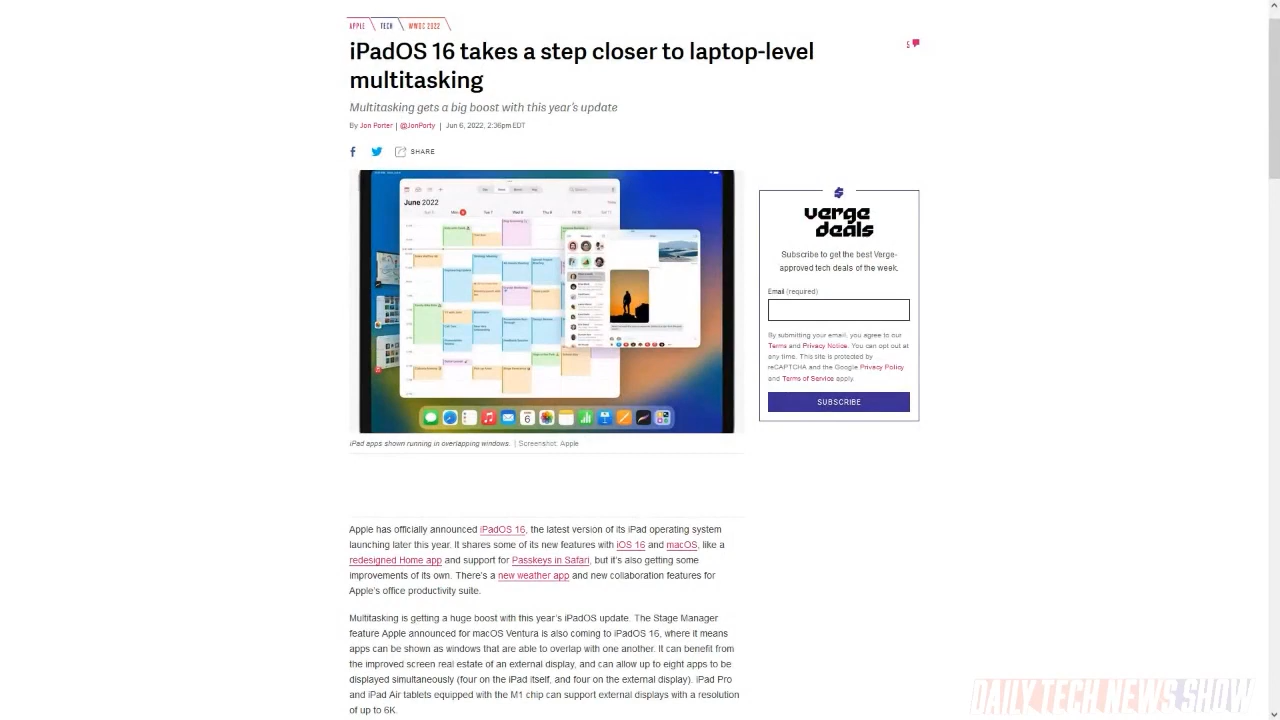 APPLE TECH WWDC 2022
iPadOS 16 takes a step closer to laptop-level
multitasking
5
Multitasking gets a big boost with this year's update
By Jon Porter | @JonPorty | Jun 6, 2022, 2:36pm EDT
SHARE
June 2022
verge
deals
Subscribe to get the best Verge-
approved tech deals of the week.
Email (required)
By submitting your email, you agree to our
Terms and Privacy Notice. You can opt out at
any time. This site is protected by
reCAPTCHA and the Google Privacy Policy
and Terms of Service apply.
SUBSCRIBE
iPad apps shown running in overlapping windows. | Screenshot: Apple
Apple has officially announced iPadOS 16, the latest version of its iPad operating system
launching later this year. It shares some of its new features with iOS 16 and macOS, like a
redesigned Home app and support for Passkeys in Safari, but it's also getting some
improvements of its own. There's a new weather app and new collaboration features for
Apple's office productivity suite.
Multitasking is getting a huge boost with this year's iPadOS update. The Stage Manager
feature Apple announced for macOS Ventura is also coming to iPadOS 16, where it means
apps can be shown as windows that are able to overlap with one another. It can benefit from
the improved screen real estate of an external display, and can allow up to eight apps to be
displayed simultaneously (four on the iPad itself, and four on the external display). iPad Pro
and iPad Air tablets equipped with the M1 chip can support external displays with a resolution
of up to 6K.
DAILY TECH NEWS SHOW